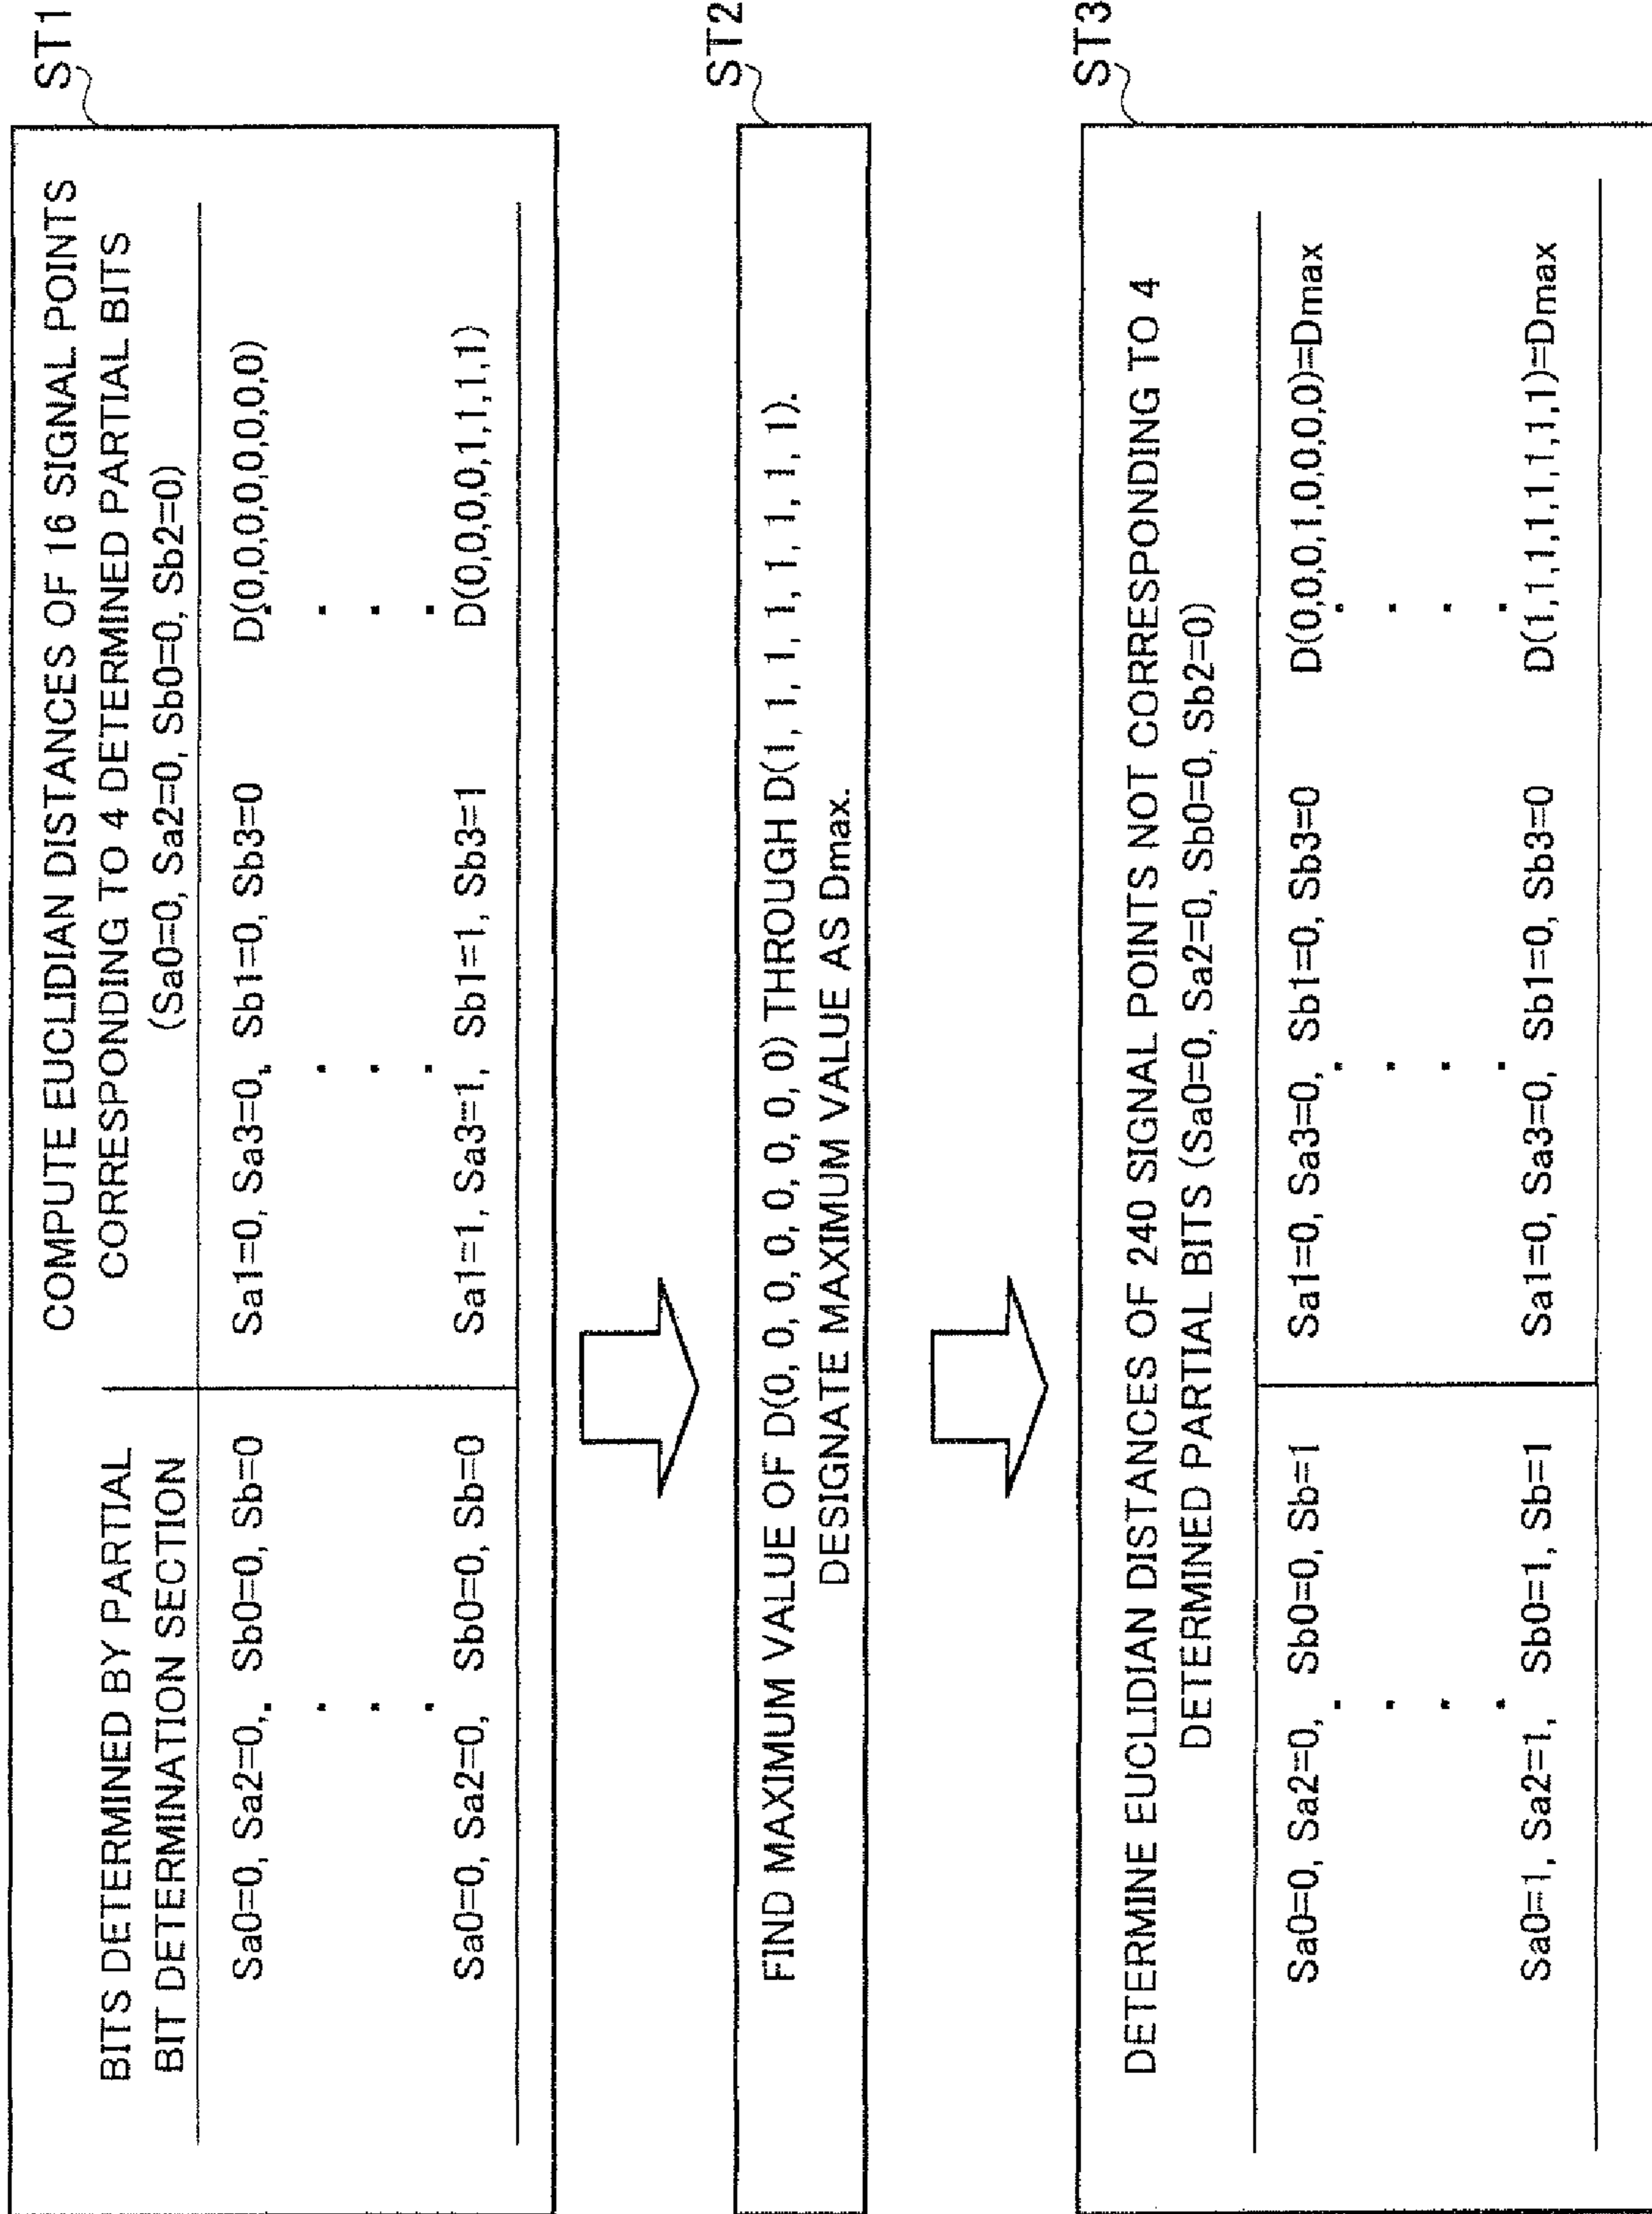 ST1
BITS DETERMINED BY PARTIAL
BIT DETERMINATION SECTION
COMPUTE EUCLIDIAN DISTANCES OF 16 SIGNAL POINTS
CORRESPONDING TO 4 DETERMINED PARTIAL BITS
(Sa0=0, Sa2=0, Sb0=0, Sb2=0)
Sa0=0, Sa2=0, Sb0=0, Sb=0 Sa1=0, Sa3=0, Sb1=0, Sb3=0 D(0,0,0,0,0,0,0,0)
Sa0=0, Sa2=0, Sb0=0, Sb=0 Sa1=1, Sa3=1, Sb1=1, Sb3=1 D(0,0,0,0,1,1,1,1)
ST2
FIND MAXIMUM VALUE OF D(0, 0, 0, 0, 0, 0, 0, 0) THROUGH D(1, 1, 1, 1, 1, 1, 1, 1).
DESIGNATE MAXIMUM VALUE AS Dmax.
ST3
DETERMINE EUCLIDIAN DISTANCES OF 240 SIGNAL POINTS NOT CORRESPONDING TO 4
DETERMINED PARTIAL BITS (Sa0=0, Sa2=0, Sb0=0, Sb2=0)
Sa0=0, Sa2=0, Sb0=0, Sb=1 Sa1=0, Sa3=0, Sb1=0, Sb3=0 D(0,0,0,1,0,0,0,0)=Dmax
Sa0=1, Sa2=1, Sb0=1, Sb=1 Sa1=0, Sa3=0, Sb1=0, Sb3=0 D(1,1,1,1,1,1,1,1)=Dmax